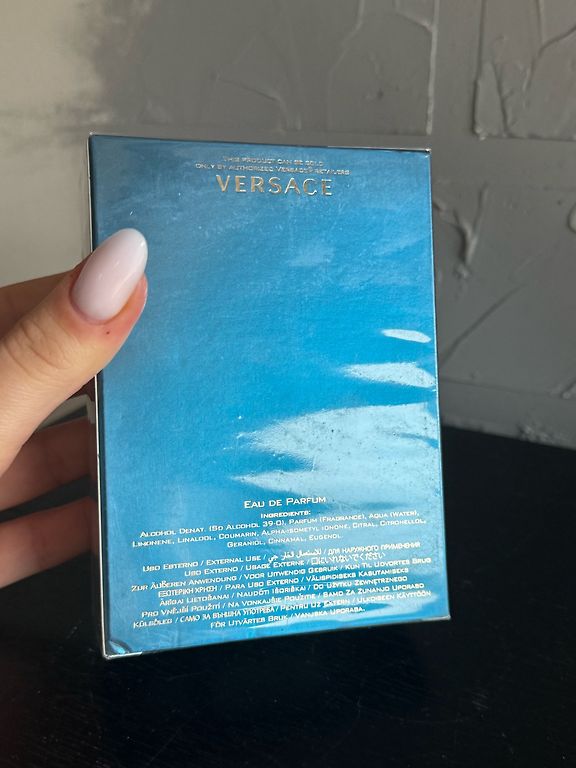 THIS PRODUCT CAN BE SOLD
ONLY BY AUTHORIZED VERSACE® RETAILERS
VERSACE
EAU DE PARFUM
INGREDIENTS:
ALCOHOL DENAT. (SD ALCOHOL 39-C), PARFUM (FRAGRANCE), AQUA (WATER),
LIMONENE, LINALOOL, COUMARIN, ALPHA-ISOMETHYL IONONE, CITRAL, CITRONELLOL,
GERANIOL, CINNAMAL, EUGENOL.
USO ESTERNO / EXTERNAL USE / للاستعمال الخارجي / ДЛЯ НАРУЖНОГО ПРИМЕНЕНИЯ
USO EXTERNO / USAGE EXTERNE / KUN TIL UDVORTES BRUG
ZUR ÄUßEREN ANWENDUNG / VOOR UITWENDIG GEBRUIK /
ΕΞΩΤΕΡΙΚΗ ΧΡΗΣΗ / PARA USO EXTERNO / VÄLISPIDISEKS KASUTAMISEKS
ĀRĪGAI LIETOŠANAI / NAUDOTI IŠORIŠKAI / DO UŻYTKU ZEWNĘTRZNEGO
PRO VNĚJŠÍ POUŽITÍ / NA VONKAJŠIE POUŽITIE / SAMO ZA ZUNANJO UPORABO
KÜLSŐLEG / САМО ЗА ВЪНШНА УПОТРЕБА / PENTRU UZ EXTERN / ULKOISEEN KÄYTTÖÖN
FÖR UTVÄRTES BRUK / VANJSKA UPORABA.